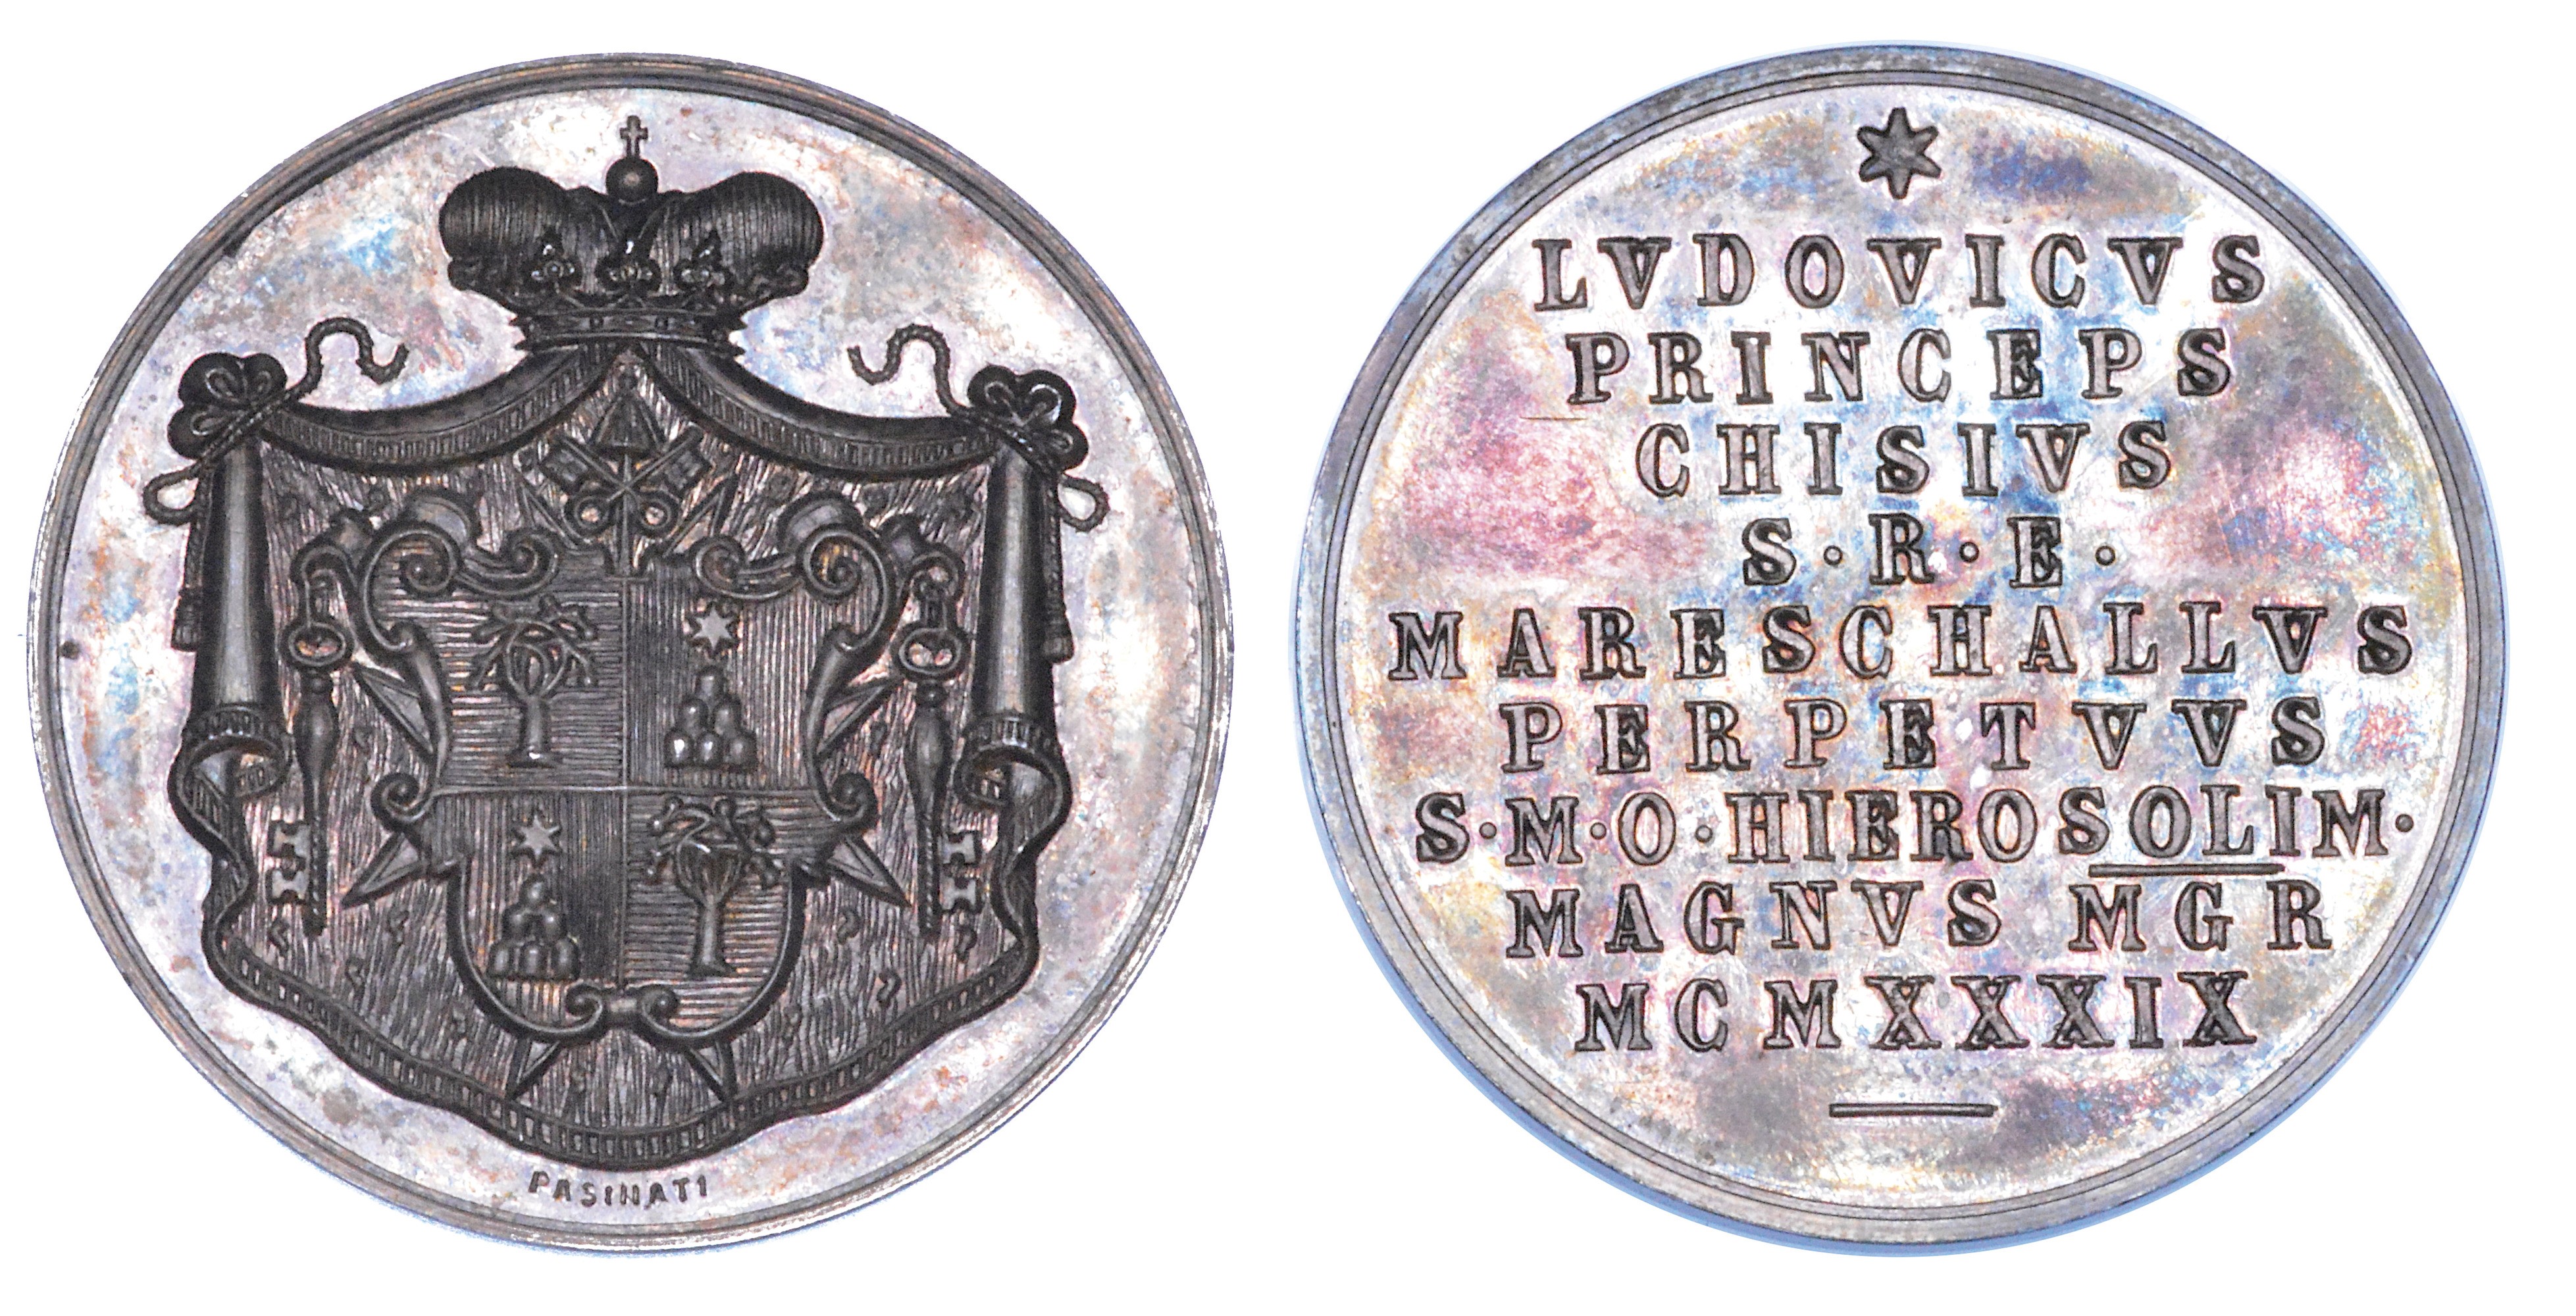 PASINATI
LVDOVICVS
PRINCEPS
CHISIVS
S·R·E·
MARESCHALLVS
PERPETVVS
S·M·O·HIEROSOLIM·
MAGNVS MGR
MCMXXXIX